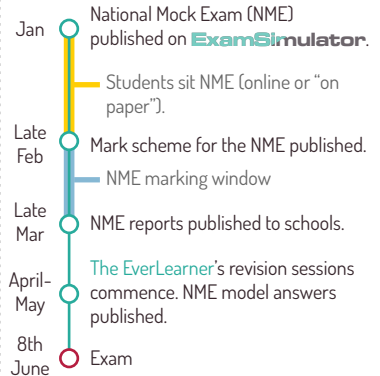 Jan
National Mock Exam (NME)
published on ExamSimulator.
Students sit NME (online or “on
paper”).
Late
Feb
Mark scheme for the NME published.
NME marking window
Late
Mar
NME reports published to schools.
April-
May
The EverLearner's revision sessions
commence. NME model answers
published.
8th
June
Exam